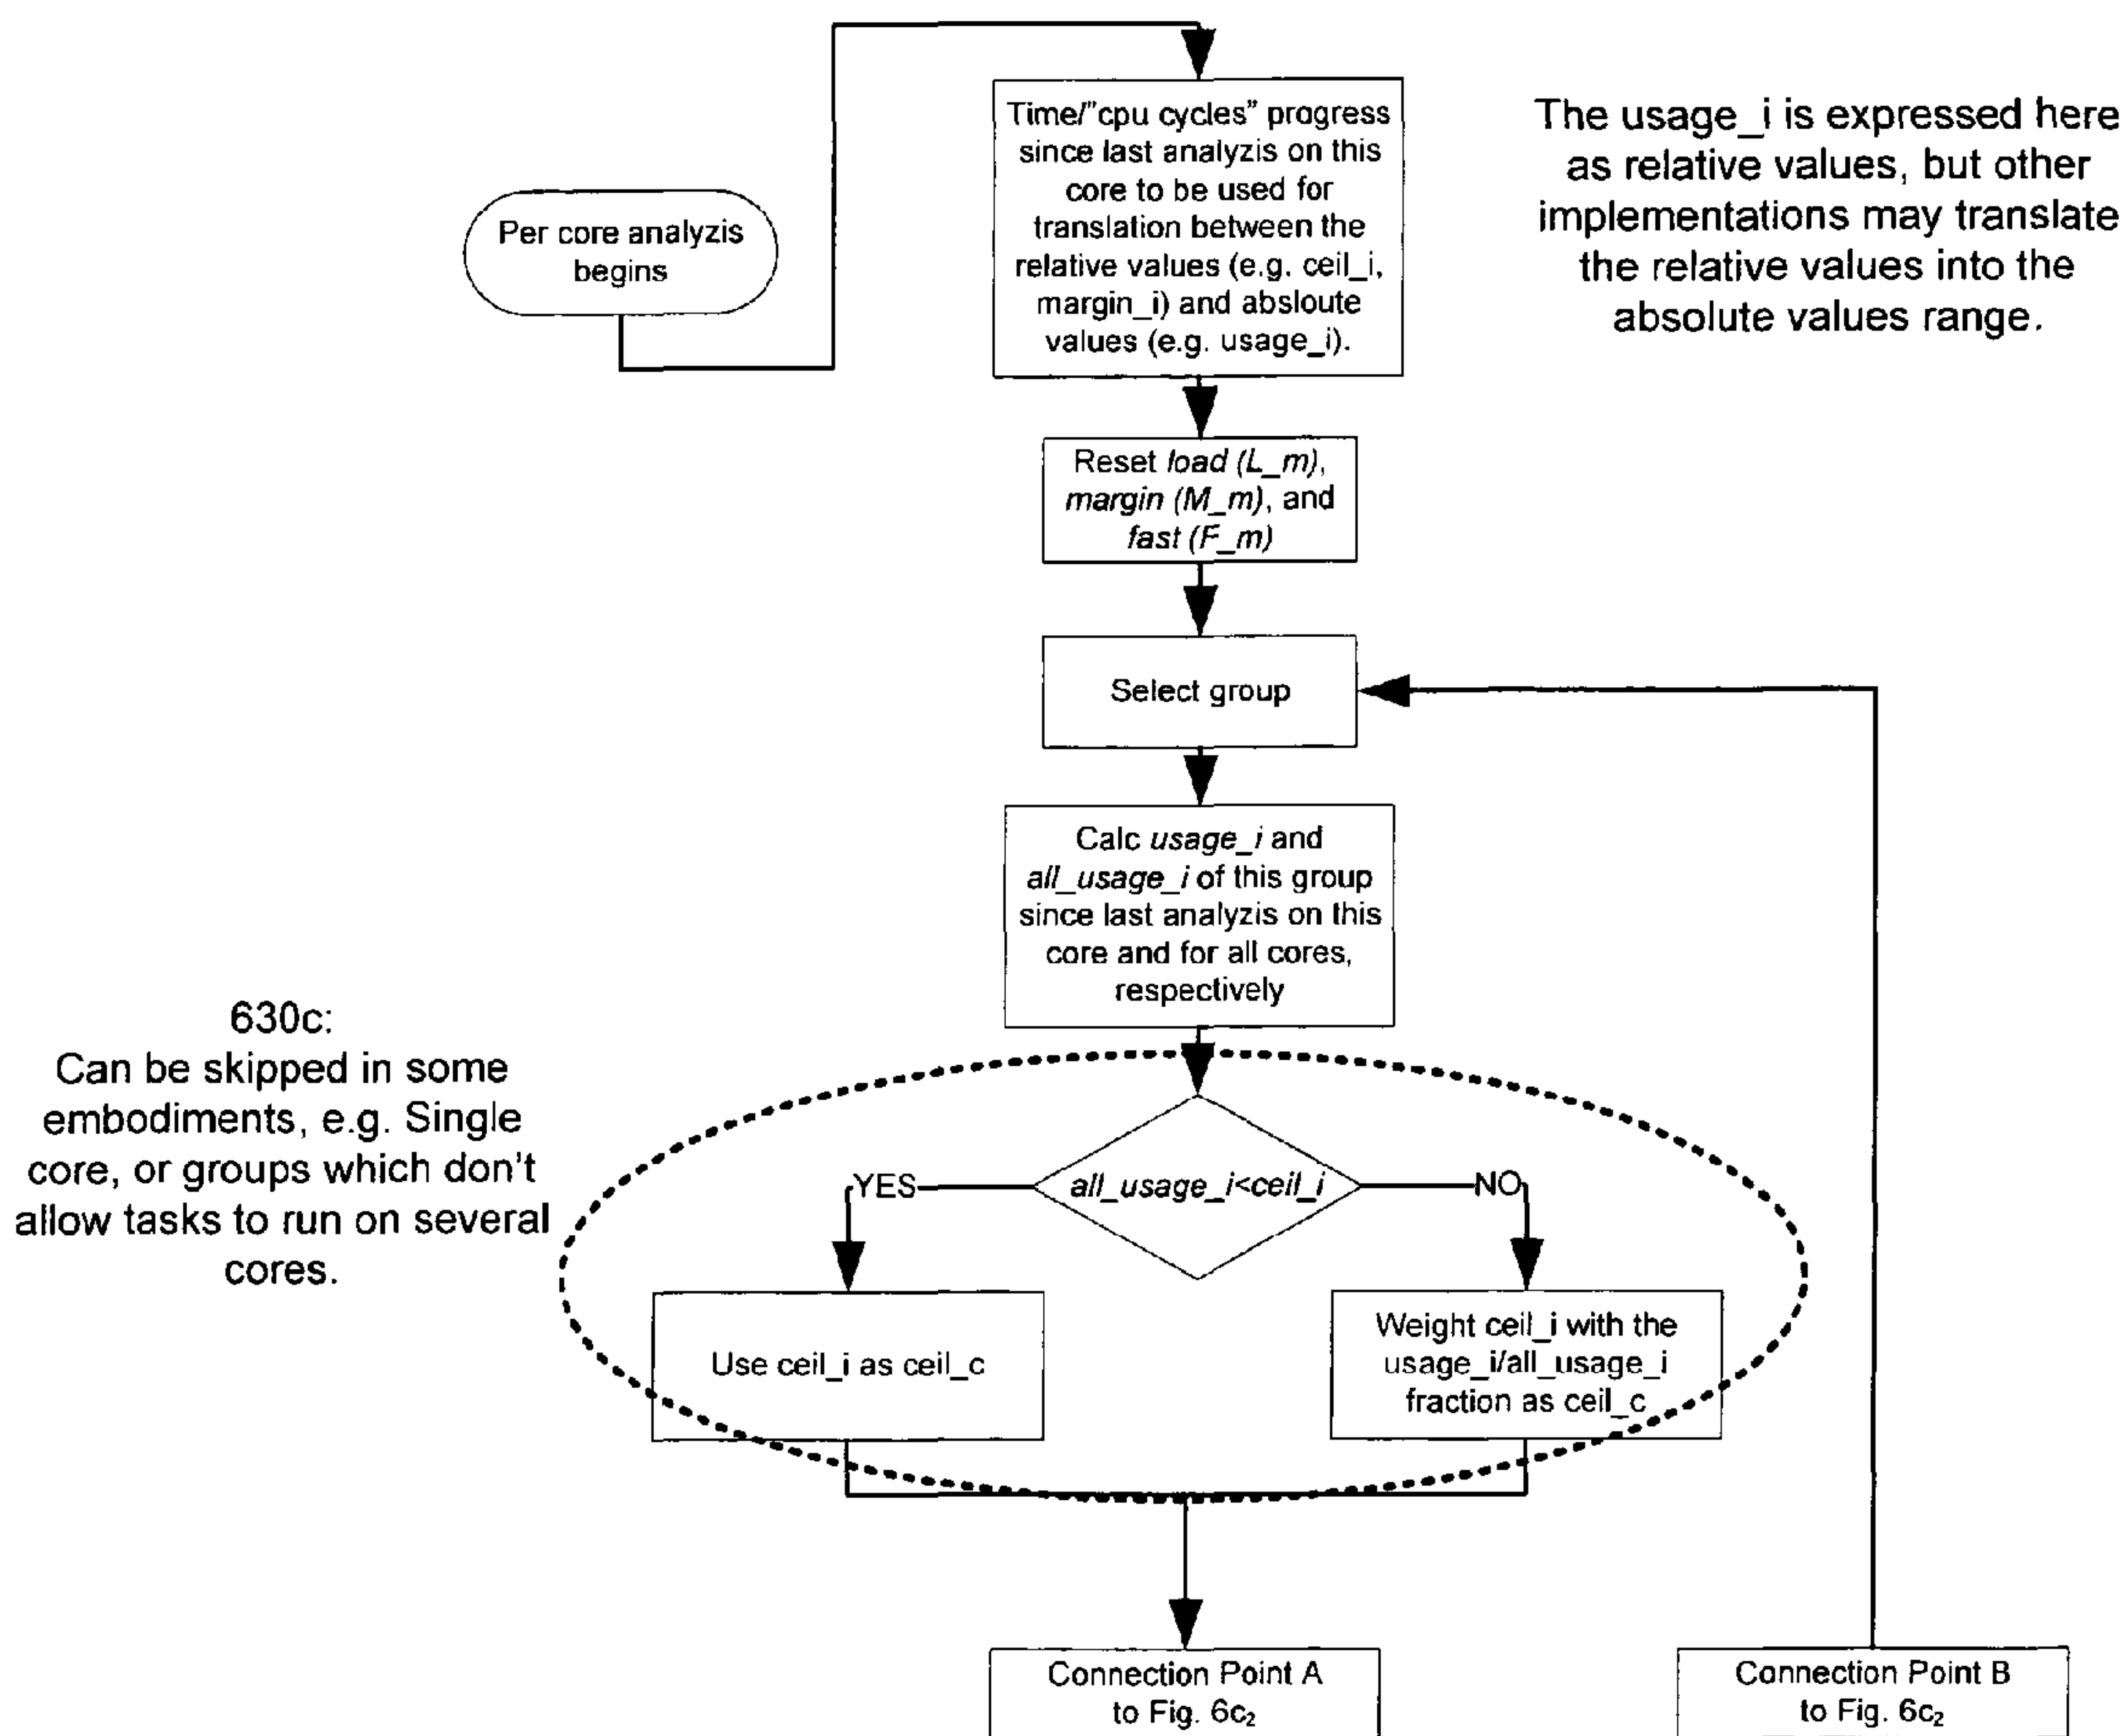 Time/"cpu cycles" progress
since last analyzis on this
core to be used for
translation between the
relative values (e.g. ceil_i,
margin_i) and absloute
values (e.g. usage_i).
The usage_i is expressed here
as relative values, but other
implementations may translate
the relative values into the
absolute values range.
Per core analyzis
begins
Reset load (L_m),
margin (M_m), and
fast (F_m)
Select group
Calc usage_i and
all_usage_i of this group
since last analyzis on this
core and for all cores,
respectively
630c:
Can be skipped in some
embodiments, e.g. Single
core, or groups which don't
allow tasks to run on several
cores.
YES
all_usage_i<ceil_i
NO
Use ceil_i as ceil_c
Weight ceil_i with the
usage_i/all_usage_i
fraction as ceil_c
Connection Point A
to Fig. 6c₂
Connection Point B
to Fig. 6c₂